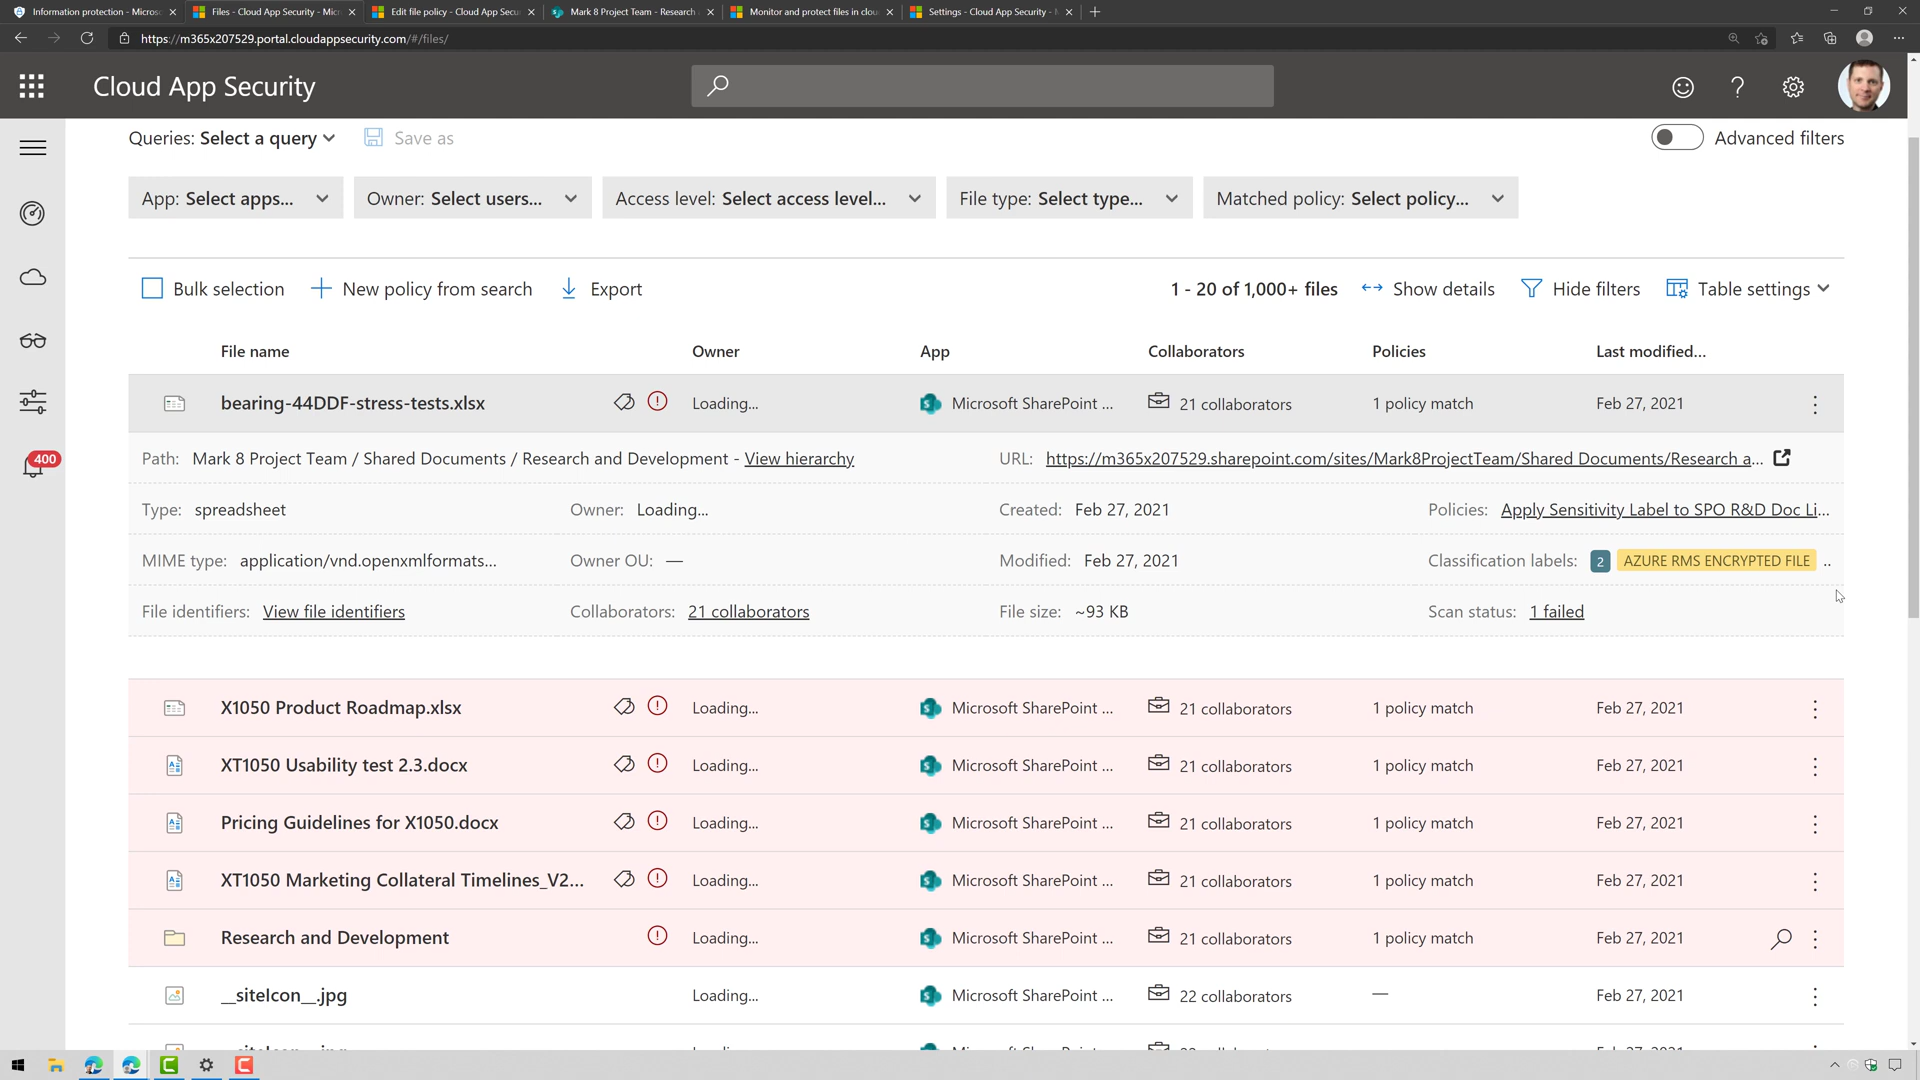 Information protection - Micros
Files - Cloud App Security - Micr
Edit file policy - Cloud App Secu
Mark 8 Project Team - Research
Monitor and protect files in clou
Settings - Cloud App Security -
https://m365x207529.portal.cloudappsecurity.com/#/files/
Cloud App Security
Queries: Select a query
Save as
Advanced filters
App: Select apps...
Owner: Select users...
Access level: Select access level...
File type: Select type...
Matched policy: Select policy...
Bulk selection
New policy from search
Export
1 - 20 of 1,000+ files
Show details
Hide filters
Table settings
File name Owner App Collaborators Policies Last modified...
bearing-44DDF-stress-tests.xlsx Loading... Microsoft SharePoint ... 21 collaborators 1 policy match Feb 27, 2021
400
Path: Mark 8 Project Team / Shared Documents / Research and Development - View hierarchy
URL: https://m365x207529.sharepoint.com/sites/Mark8ProjectTeam/Shared Documents/Research a...
Type: spreadsheet
Owner: Loading...
Created: Feb 27, 2021
Policies: Apply Sensitivity Label to SPO R&D Doc Li...
MIME type: application/vnd.openxmlformats...
Owner OU: —
Modified: Feb 27, 2021
Classification labels: 2 AZURE RMS ENCRYPTED FILE ..
File identifiers: View file identifiers
Collaborators: 21 collaborators
File size: ~93 KB
Scan status: 1 failed
X1050 Product Roadmap.xlsx Loading... Microsoft SharePoint ... 21 collaborators 1 policy match Feb 27, 2021
XT1050 Usability test 2.3.docx Loading... Microsoft SharePoint ... 21 collaborators 1 policy match Feb 27, 2021
Pricing Guidelines for X1050.docx Loading... Microsoft SharePoint ... 21 collaborators 1 policy match Feb 27, 2021
XT1050 Marketing Collateral Timelines_V2... Loading... Microsoft SharePoint ... 21 collaborators 1 policy match Feb 27, 2021
Research and Development Loading... Microsoft SharePoint ... 21 collaborators 1 policy match Feb 27, 2021
__siteIcon__.jpg Loading... Microsoft SharePoint ... 22 collaborators — Feb 27, 2021